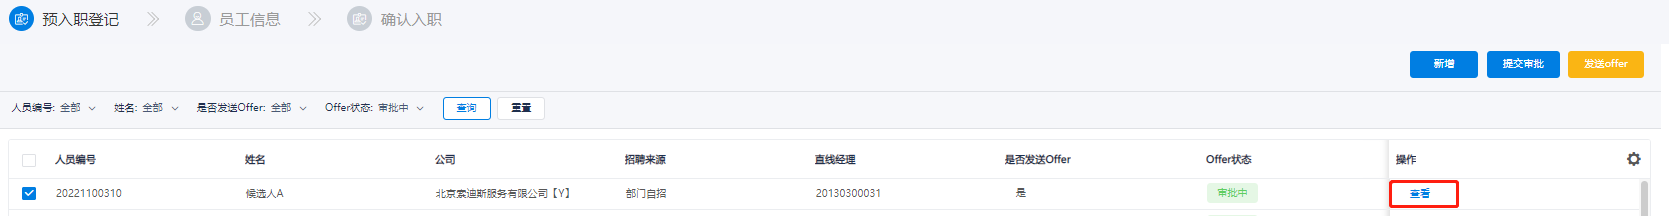 预入职登记 员工信息 确认入职
新增 提交审批 发送offer
人员编号: 全部 姓名: 全部 是否发送Offer: 全部 Offer状态: 审批中 查询 重置
人员编号 姓名 公司 招聘来源 直线经理 是否发送Offer Offer状态 操作
20221100310 候选人A 北京索迪斯服务有限公司【Y】 部门自招 20130300031 是 审批中 查看